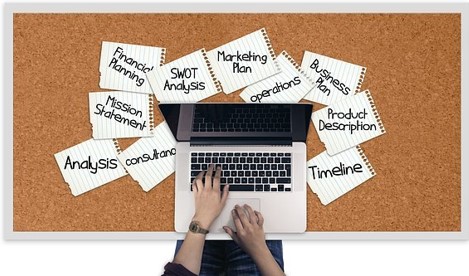 Financial
Planning
SWOT
Analysis
Marketing
Plan
operations
Business
Plan
Mission
Statement
Product
Description
Analysis
consultanc
Timeline